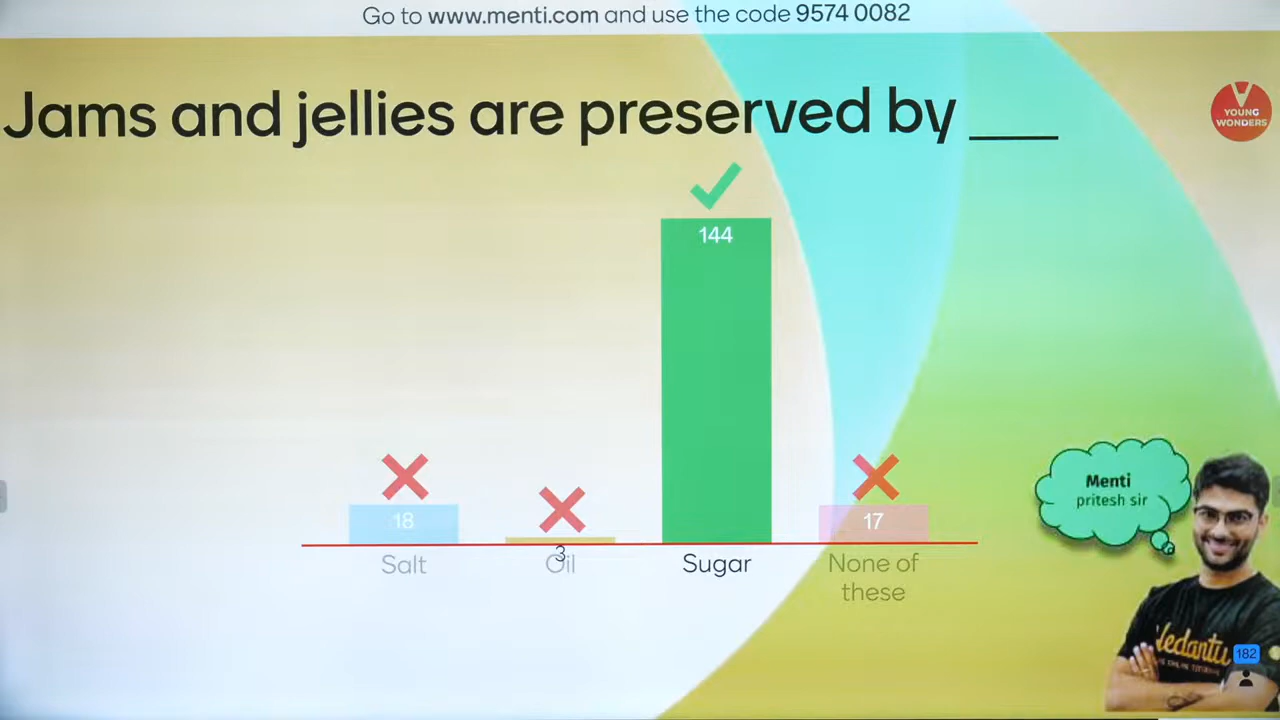 Go to www.menti.com and use the code 9574 0082
Jams and jellies are preserved by ___
YOUNG
WONDERS
144
18
3
17
Salt
Oil
Sugar
None of
these
Menti
pritesh sir
Vedantu
182